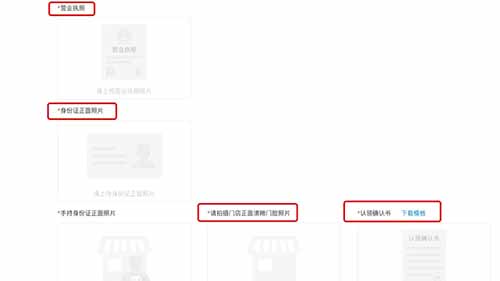 *营业执照
营业执照
请上传营业执照照片
*身份证正面照片
请上传身份证正面照片
*手持身份证正面照片
*请拍摄门店正面清晰门脸照片
*认领确认书 下载模板
认领确认书